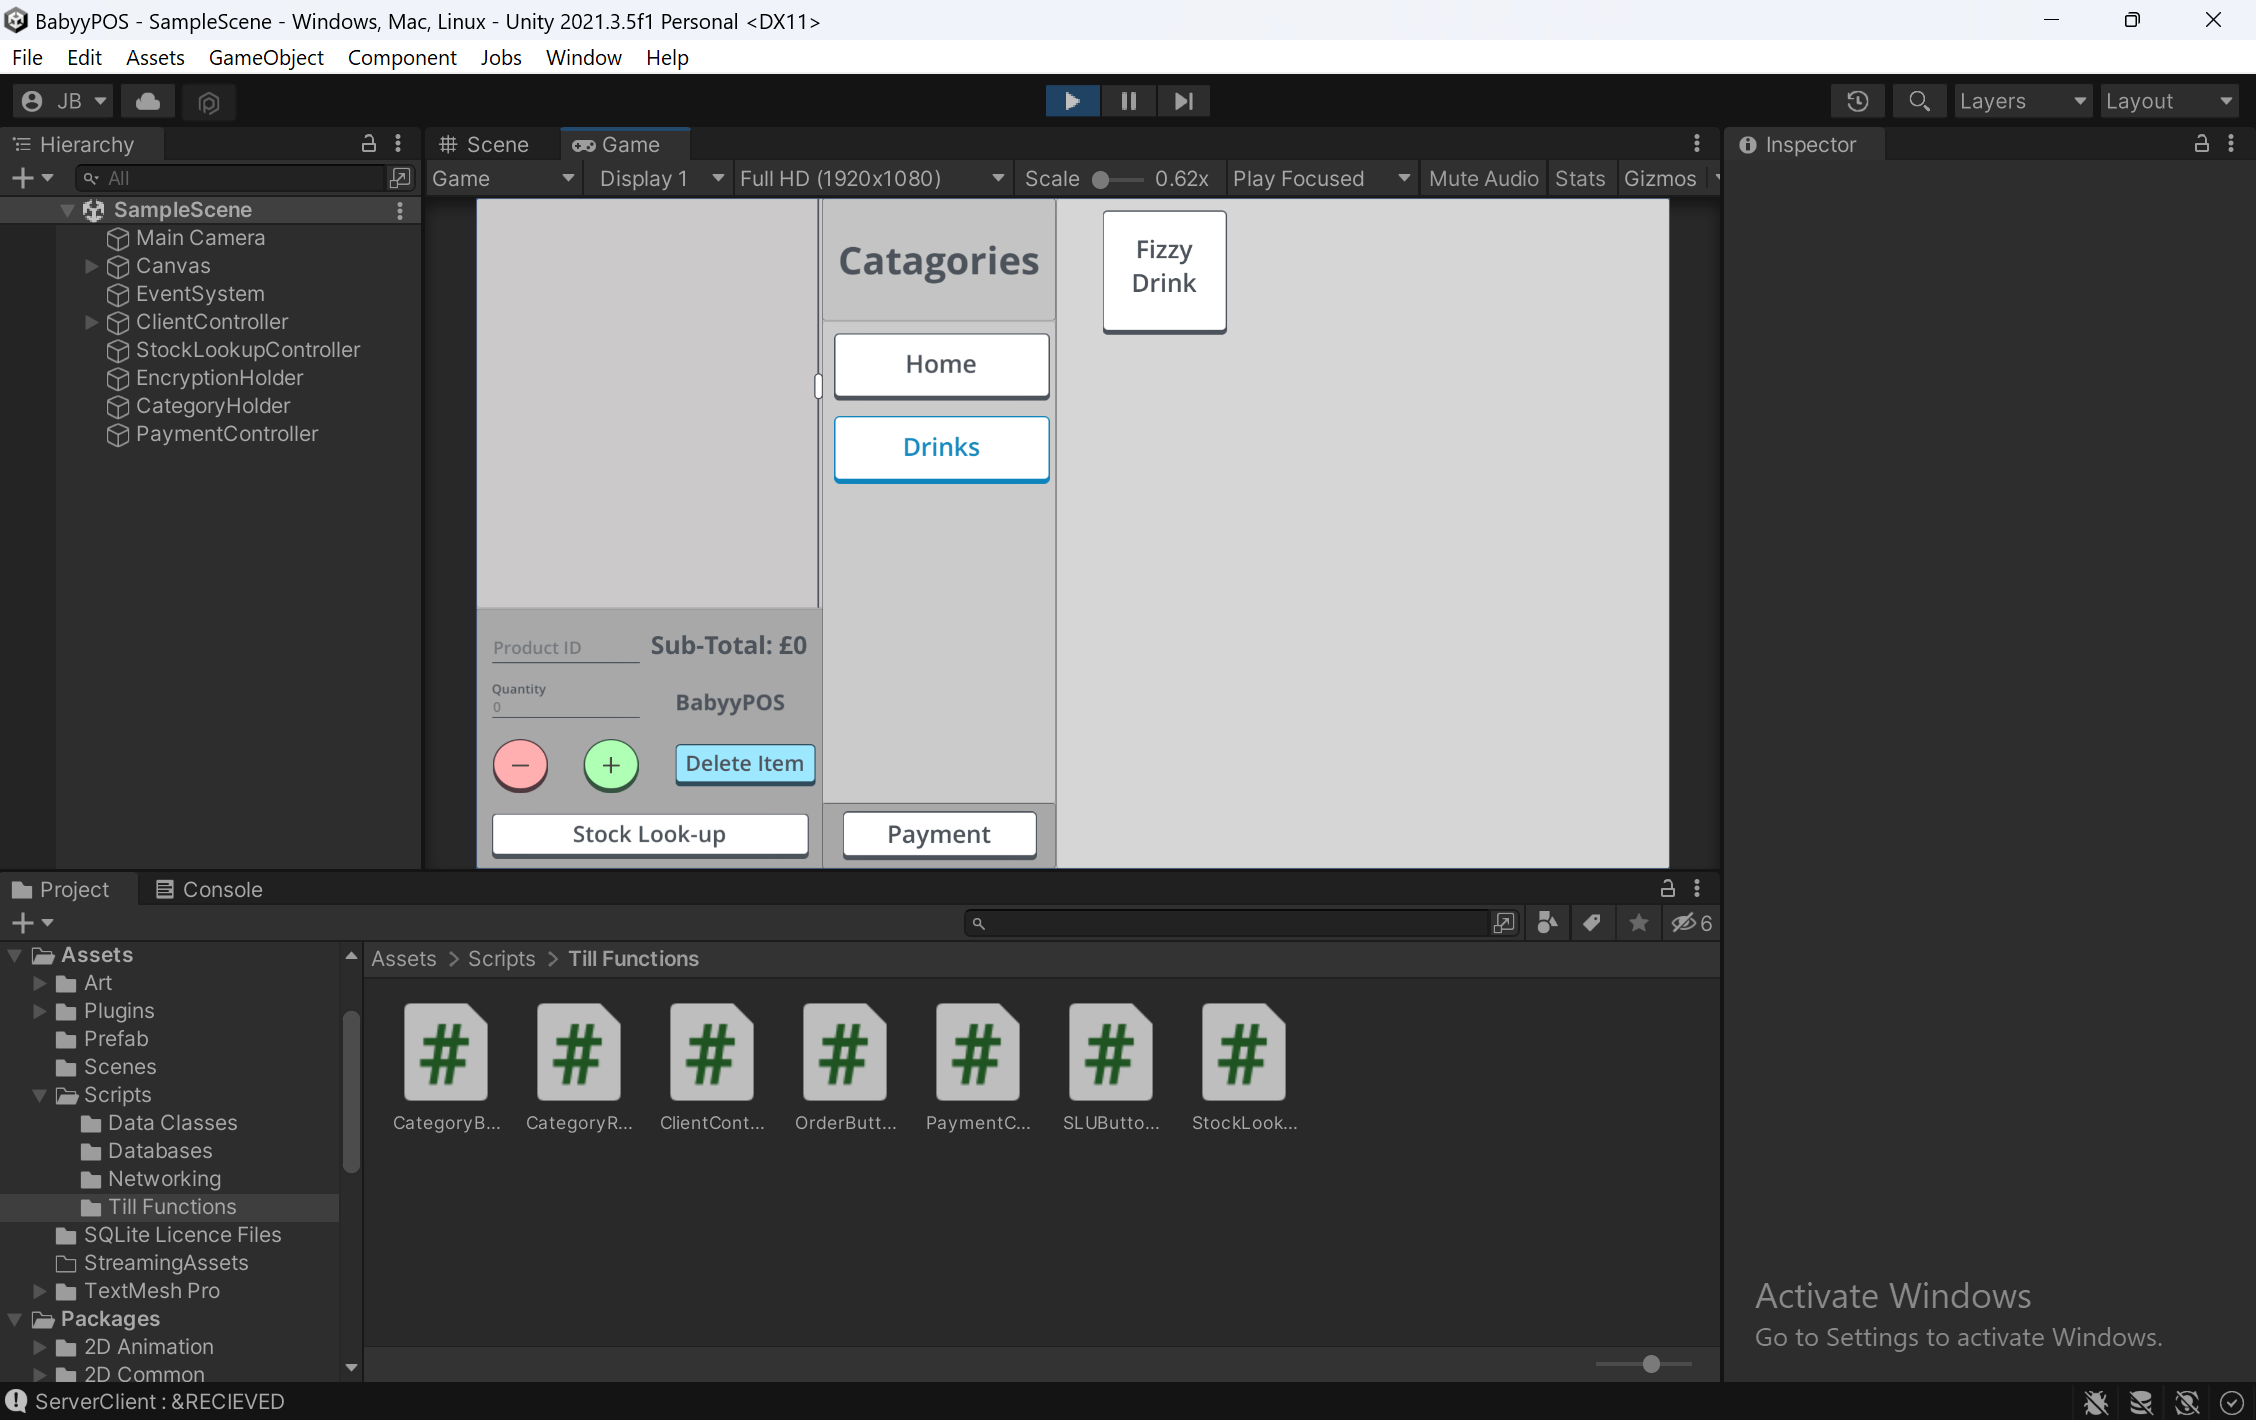 BabyyPOS - SampleScene - Windows, Mac, Linux - Unity 2021.3.5f1 Personal <DX11>
File Edit Assets GameObject Component Jobs Window Help
JB
Layers
Layout
Hierarchy
All
SampleScene
Main Camera
Canvas
EventSystem
ClientController
StockLookupController
EncryptionHolder
CategoryHolder
PaymentController
Scene
Game
Game
Display 1
Full HD (1920x1080)
Scale
0.62x
Play Focused
Mute Audio
Stats
Gizmos
Product ID
Sub-Total: £0
Quantity
0
BabyyPOS
−
+
Delete Item
Stock Look-up
Catagories
Home
Drinks
Payment
Fizzy
Drink
Inspector
Project
Console
6
Assets
Art
Plugins
Prefab
Scenes
Scripts
Data Classes
Databases
Networking
Till Functions
SQLite Licence Files
StreamingAssets
TextMesh Pro
Packages
2D Animation
2D Common
Assets > Scripts > Till Functions
# # # # # # #
CategoryB... CategoryR... ClientCont... OrderButt... PaymentC... SLUButto... StockLook...
Activate Windows
Go to Settings to activate Windows.
ServerClient : &RECIEVED